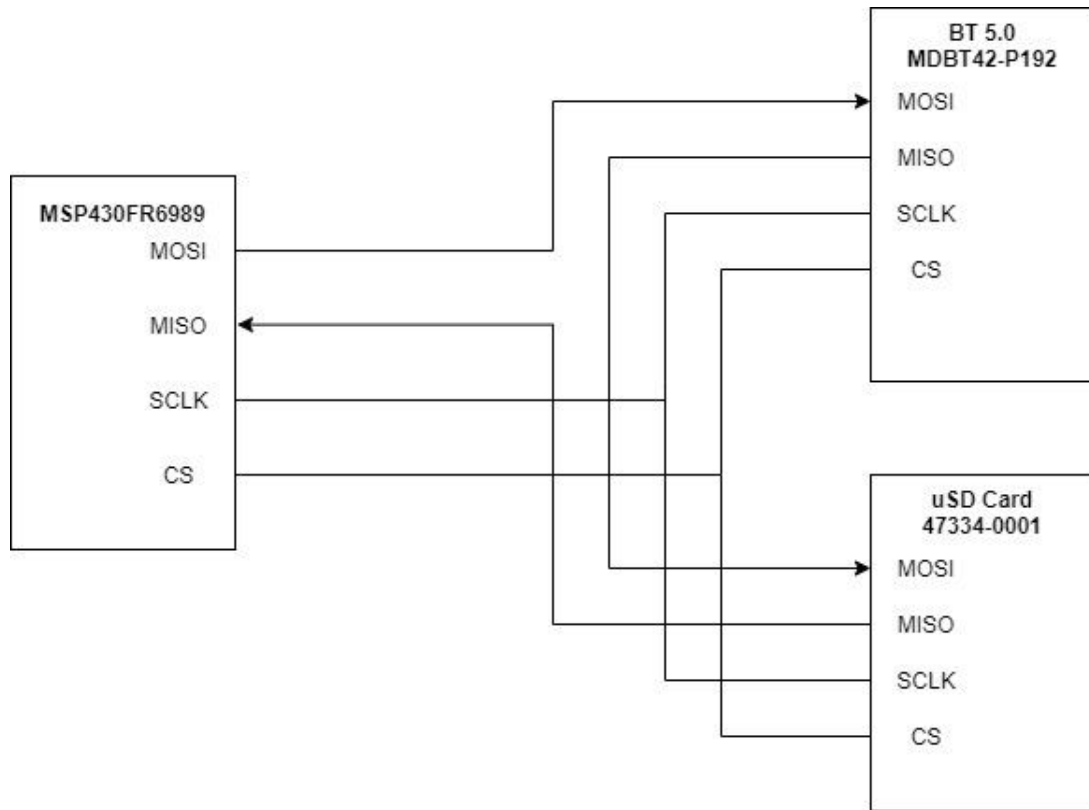 MSP430FR6989
MOSI
MISO
SCLK
CS
BT 5.0
MDBT42-P192
MOSI
MISO
SCLK
CS
uSD Card
47334-0001
MOSI
MISO
SCLK
CS